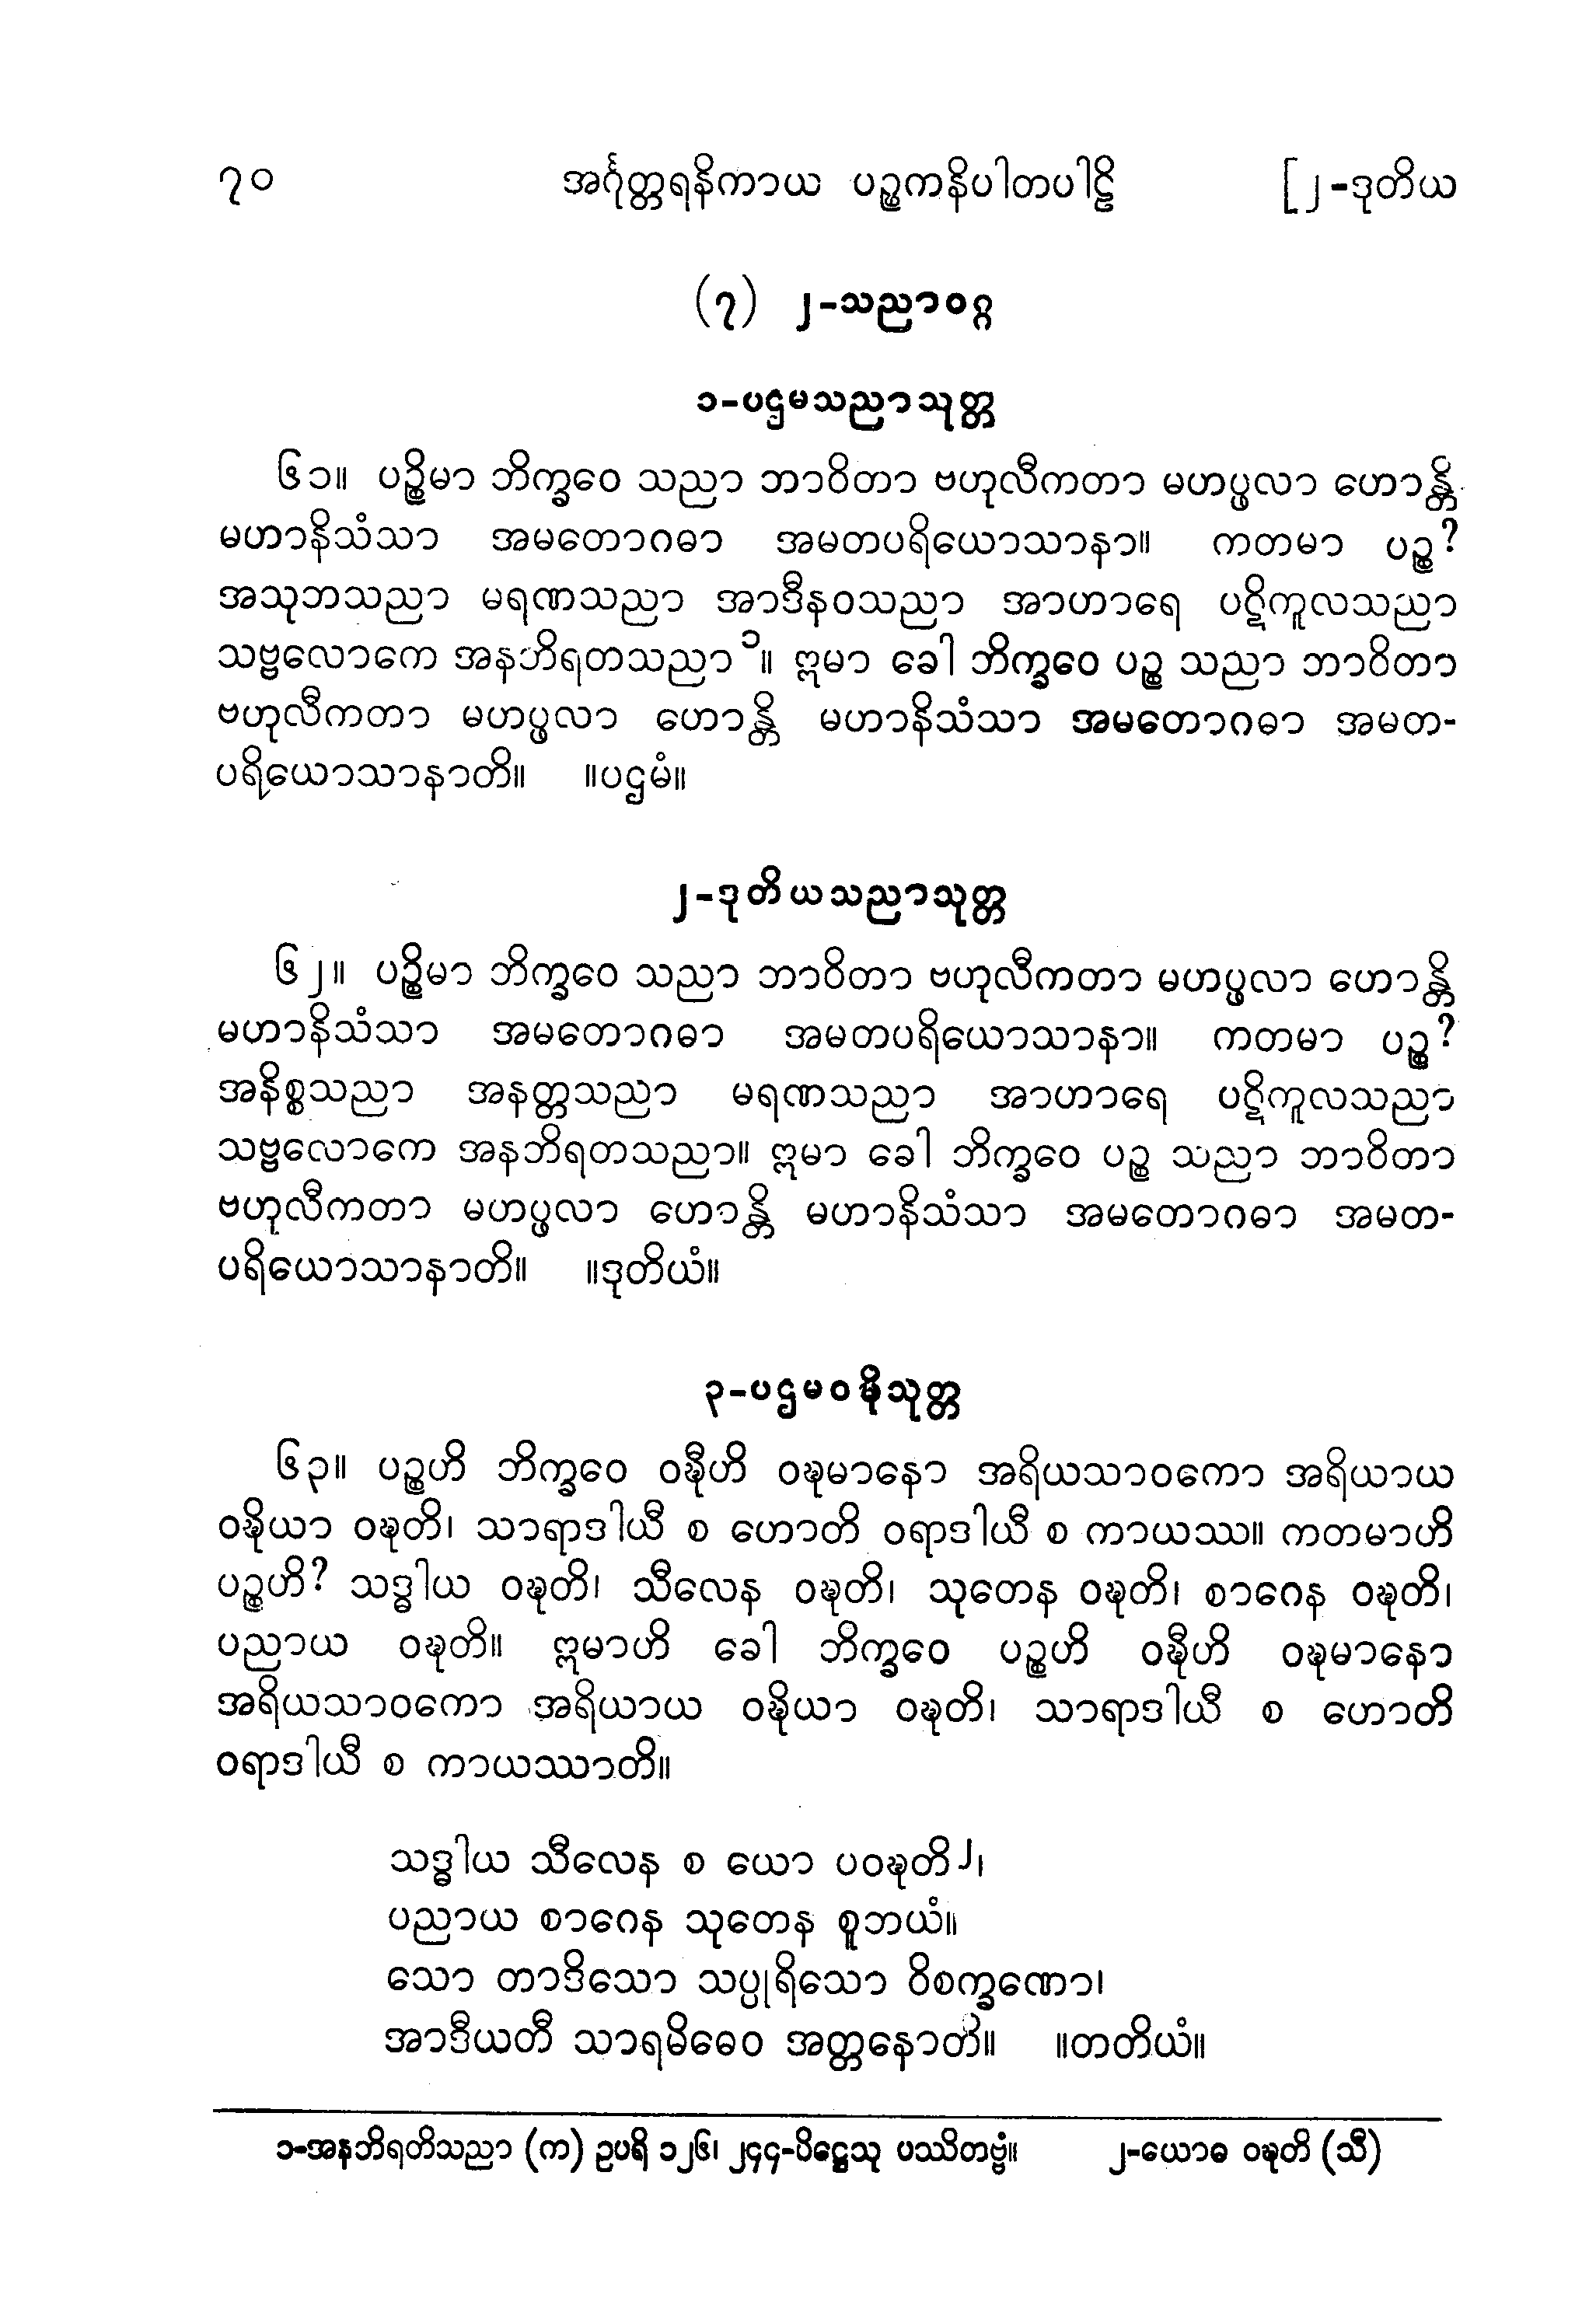 ၇၀ အင်္ဂုတ္တရနိကာယ ပဉ္စကနိပါတပါဠိ [၂-ဒုတိယ
(၇) ၂-သညာဝဂ္ဂ
၁-ပဌမသညာသုတ္တ
၆၁။ ပဉ္စိမာ ဘိက္ခဝေ သညာ ဘာဝိတာ ဗဟုလီကတာ မဟပ္ဖလာ ဟောန္တိ
မဟာနိသံသာ အမတောဂဓာ အမတပရိယောသာနာ။ ကတမာ ပဉ္စ?
အသုဘသညာ မရဏသညာ အာဒီနဝသညာ အာဟာရေ ပဋိကူလသညာ
သဗ္ဗလောကေ အနဘိရတသညာ၁။ ဣမာ ခေါ ဘိက္ခဝေ ပဉ္စ သညာ ဘာဝိတာ
ဗဟုလီကတာ မဟပ္ဖလာ ဟောန္တိ မဟာနိသံသာ အမတောဂဓာ အမတ-
ပရိယောသာနာတိ။ ။ပဌမံ။
၂-ဒုတိယသညာသုတ္တ
၆၂။ ပဉ္စိမာ ဘိက္ခဝေ သညာ ဘာဝိတာ ဗဟုလီကတာ မဟပ္ဖလာ ဟောန္တိ
မဟာနိသံသာ အမတောဂဓာ အမတပရိယောသာနာ။ ကတမာ ပဉ္စ?
အနိစ္စသညာ အနတ္တသညာ မရဏသညာ အာဟာရေ ပဋိကူလသညာ
သဗ္ဗလောကေ အနဘိရတသညာ။ ဣမာ ခေါ ဘိက္ခဝေ ပဉ္စ သညာ ဘာဝိတာ
ဗဟုလီကတာ မဟပ္ဖလာ ဟောန္တိ မဟာနိသံသာ အမတောဂဓာ အမတ-
ပရိယောသာနာတိ။ ။ဒုတိယံ။
၃-ပဌမဝဍ္ဎိသုတ္တ
၆၃။ ပဉ္စဟိ ဘိက္ခဝေ ဝဍ္ဎီဟိ ဝဍ္ဎမာနော အရိယသာဝကော အရိယာယ
ဝဍ္ဎိယာ ဝဍ္ဎတိ၊ သာရာဒါယီ စ ဟောတိ ဝရာဒါယီ စ ကာယဿ။ ကတမာဟိ
ပဉ္စဟိ? သဒ္ဓါယ ဝဍ္ဎတိ၊ သီလေန ဝဍ္ဎတိ၊ သုတေန ဝဍ္ဎတိ၊ စာဂေန ဝဍ္ဎတိ၊
ပညာယ ဝဍ္ဎတိ။ ဣမာဟိ ခေါ ဘိက္ခဝေ ပဉ္စဟိ ဝဍ္ဎီဟိ ဝဍ္ဎမာနော
အရိယသာဝကော အရိယာယ ဝဍ္ဎိယာ ဝဍ္ဎတိ၊ သာရာဒါယီ စ ဟောတိ
ဝရာဒါယီ စ ကာယဿာတိ။
သဒ္ဓါယ သီလေန စ ယော ပဝဍ္ဎတိ၂၊
ပညာယ စာဂေန သုတေန စူဘယံ။
သော တာဒိသော သပ္ပုရိသော ဝိစက္ခဏော၊
အာဒီယတီ သာရမိဓေဝ အတ္တနောတိ။ ။တတိယံ။
၁-အနဘိရတိသညာ (က) ဥပရိ ၁၂၆၊ ၂၄၄-ပိဋ္ဌေသု ပဿိတဗ္ဗံ။ ၂-ယောဓ ဝဍ္ဎတိ (သီ)